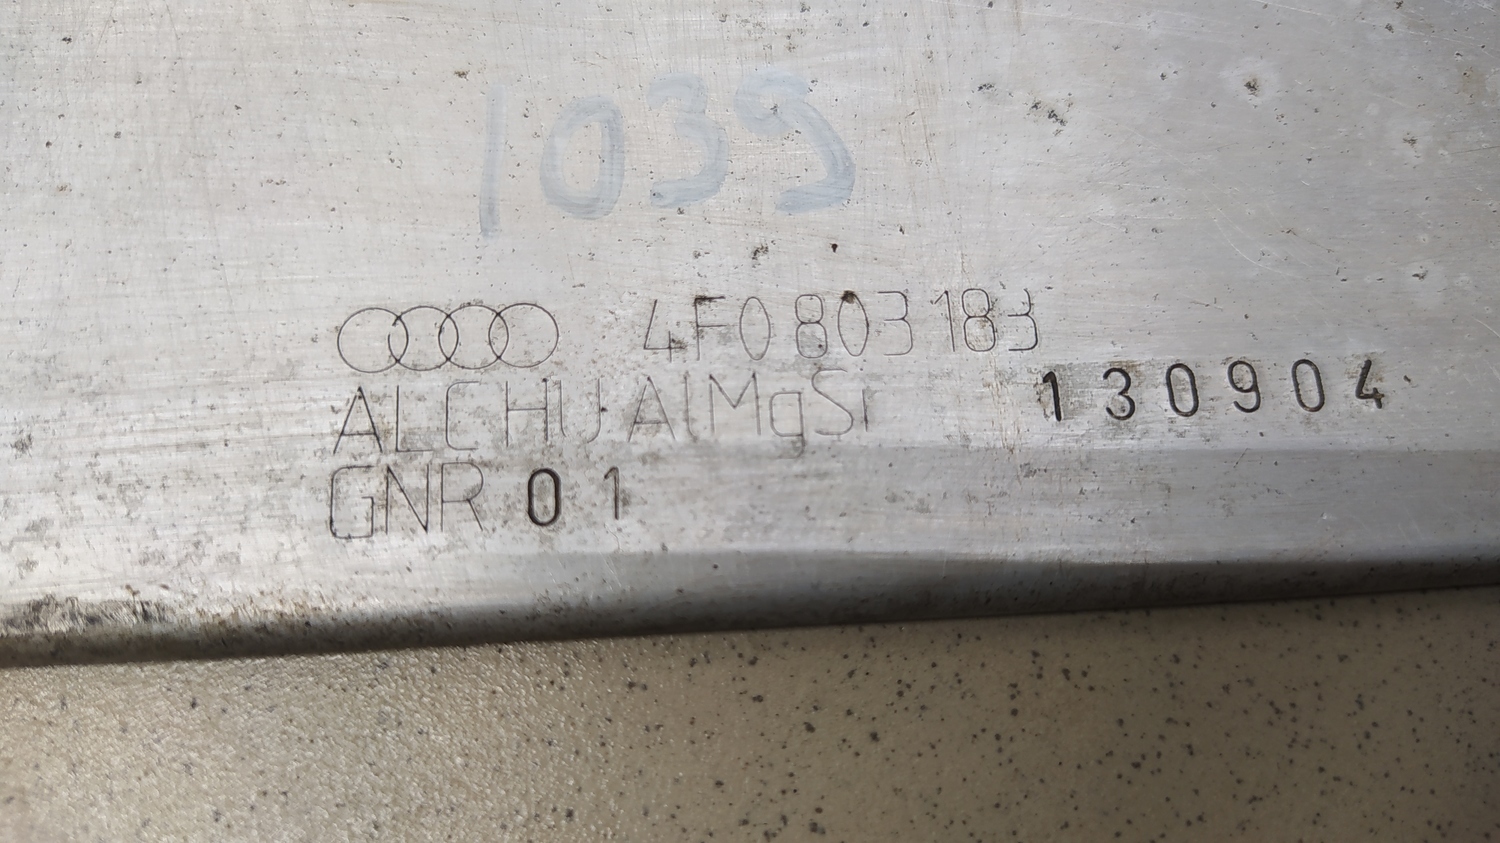 1039
4F0 803 183
ALCHU AlMgSi 130904
GNR 01